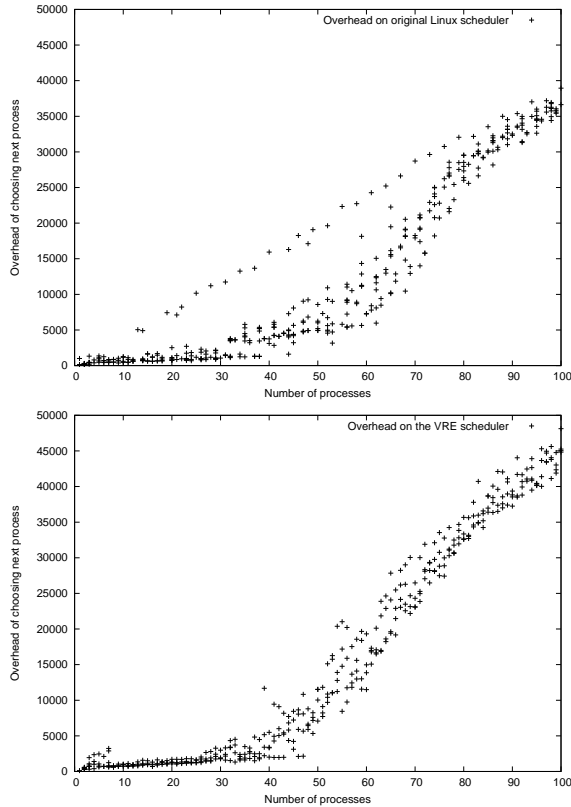 50000
Overhead on original Linux scheduler
45000
40000
35000
30000
25000
20000
15000
10000
5000
0
Overhead of choosing next process
0 10 20 30 40 50 60 70 80 90 100
Number of processes
50000
Overhead on the VRE scheduler
45000
40000
35000
30000
25000
20000
15000
10000
5000
0
Overhead of choosing next process
0 10 20 30 40 50 60 70 80 90 100
Number of processes